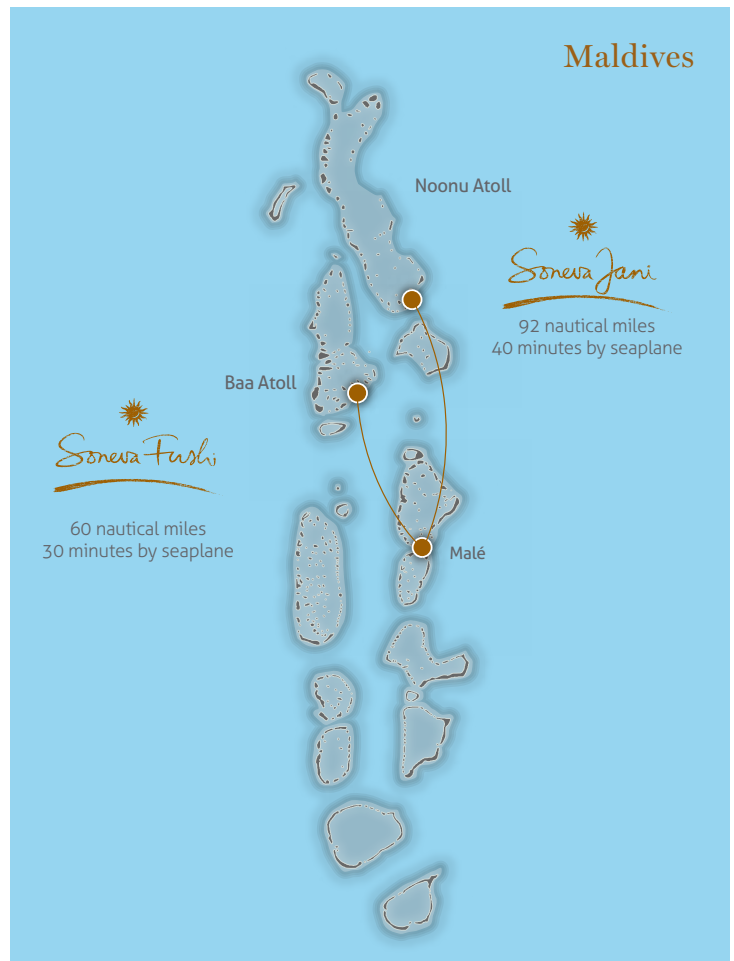 Maldives
Noonu Atoll
Soneva Jani
92 nautical miles
40 minutes by seaplane
Baa Atoll
Soneva Fushi
60 nautical miles
30 minutes by seaplane
Malé